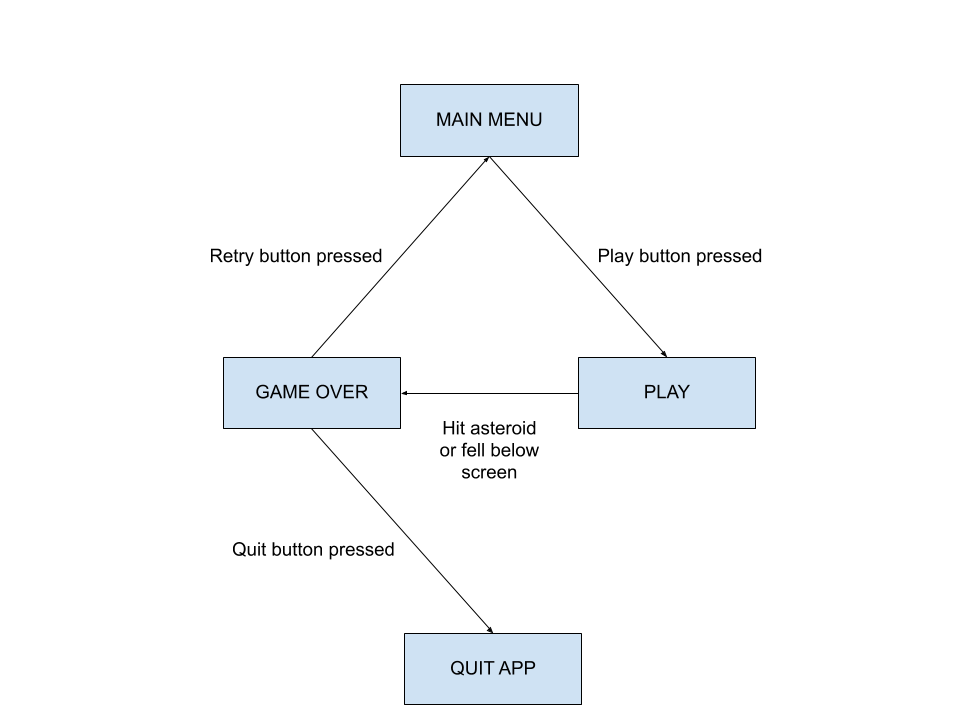 MAIN MENU
Retry button pressed
Play button pressed
GAME OVER
PLAY
Hit asteroid
or fell below
screen
Quit button pressed
QUIT APP